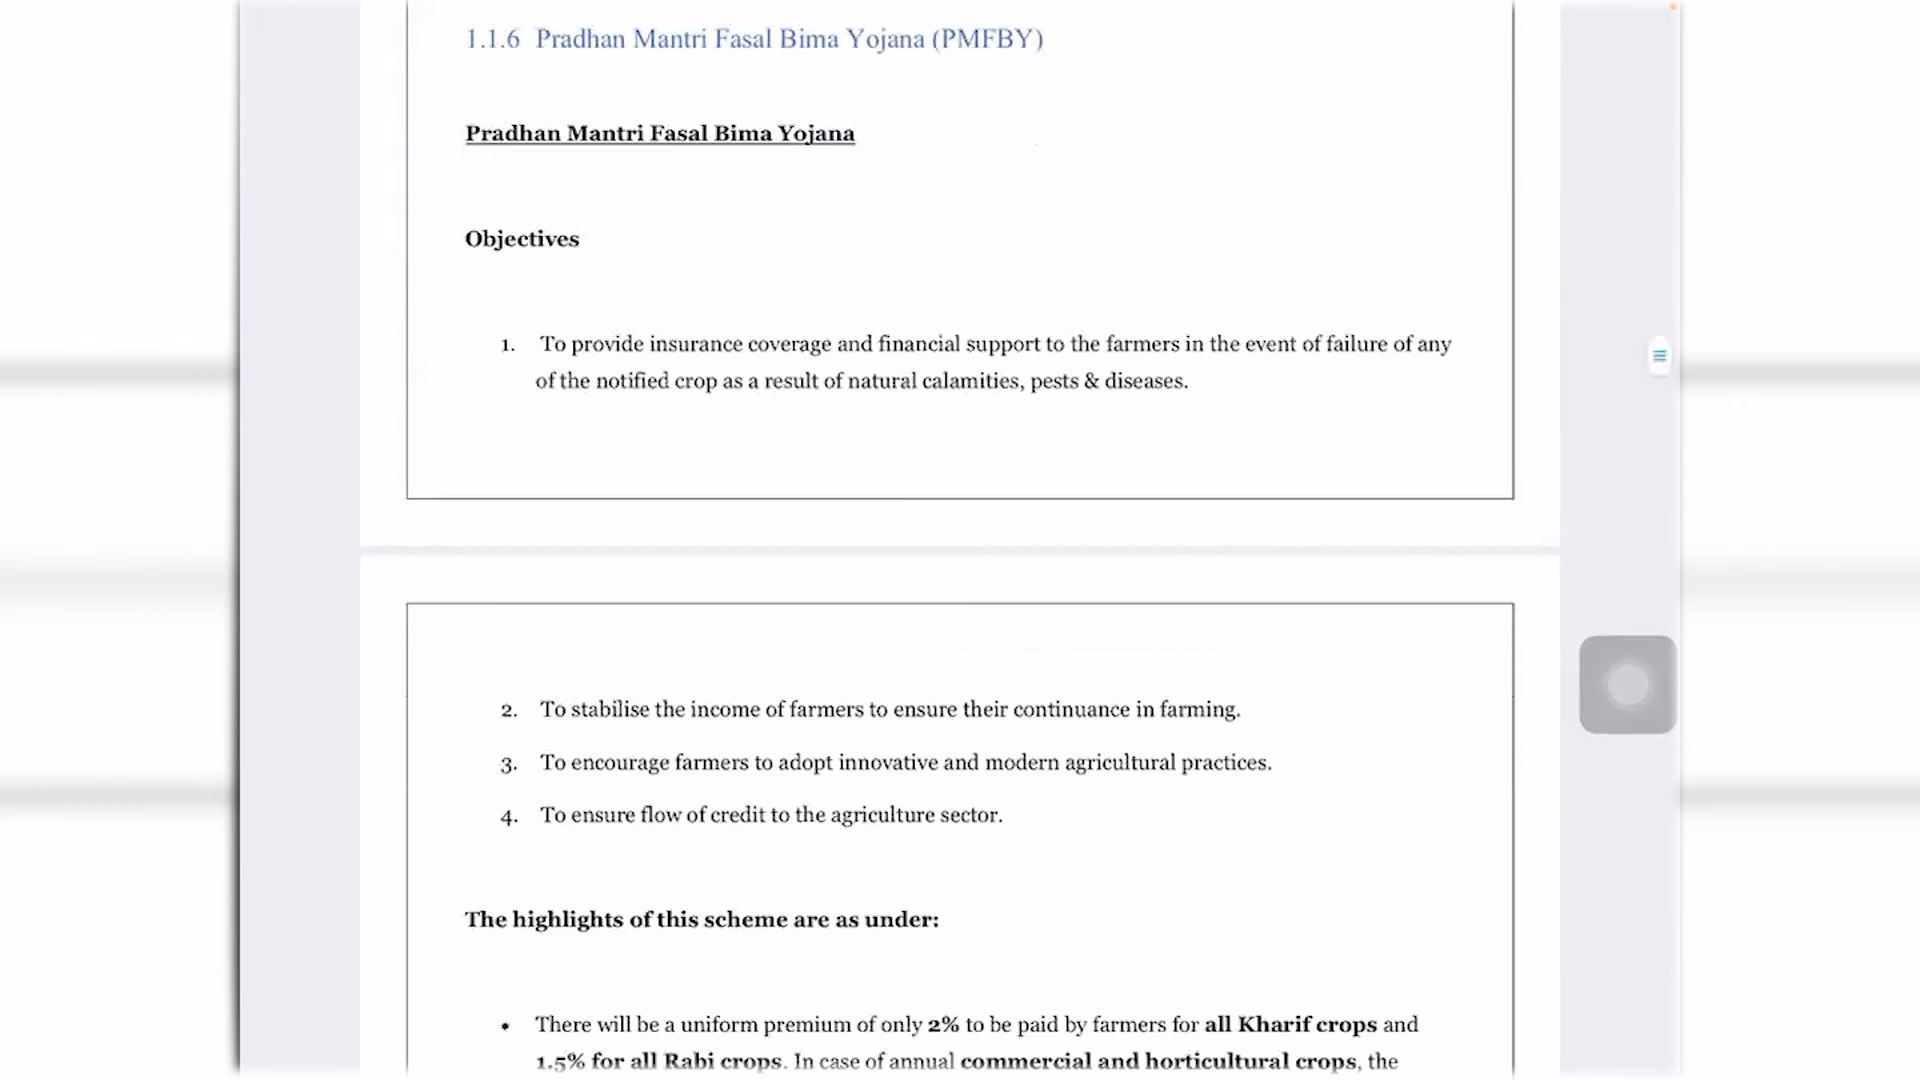 1.1.6 Pradhan Mantri Fasal Bima Yojana (PMFBY)
Pradhan Mantri Fasal Bima Yojana
Objectives
1. To provide insurance coverage and financial support to the farmers in the event of failure of any
of the notified crop as a result of natural calamities, pests & diseases.
2. To stabilise the income of farmers to ensure their continuance in farming.
3. To encourage farmers to adopt innovative and modern agricultural practices.
4. To ensure flow of credit to the agriculture sector.
The highlights of this scheme are as under:
• There will be a uniform premium of only 2% to be paid by farmers for all Kharif crops and
1.5% for all Rabi crops. In case of annual commercial and horticultural crops, the